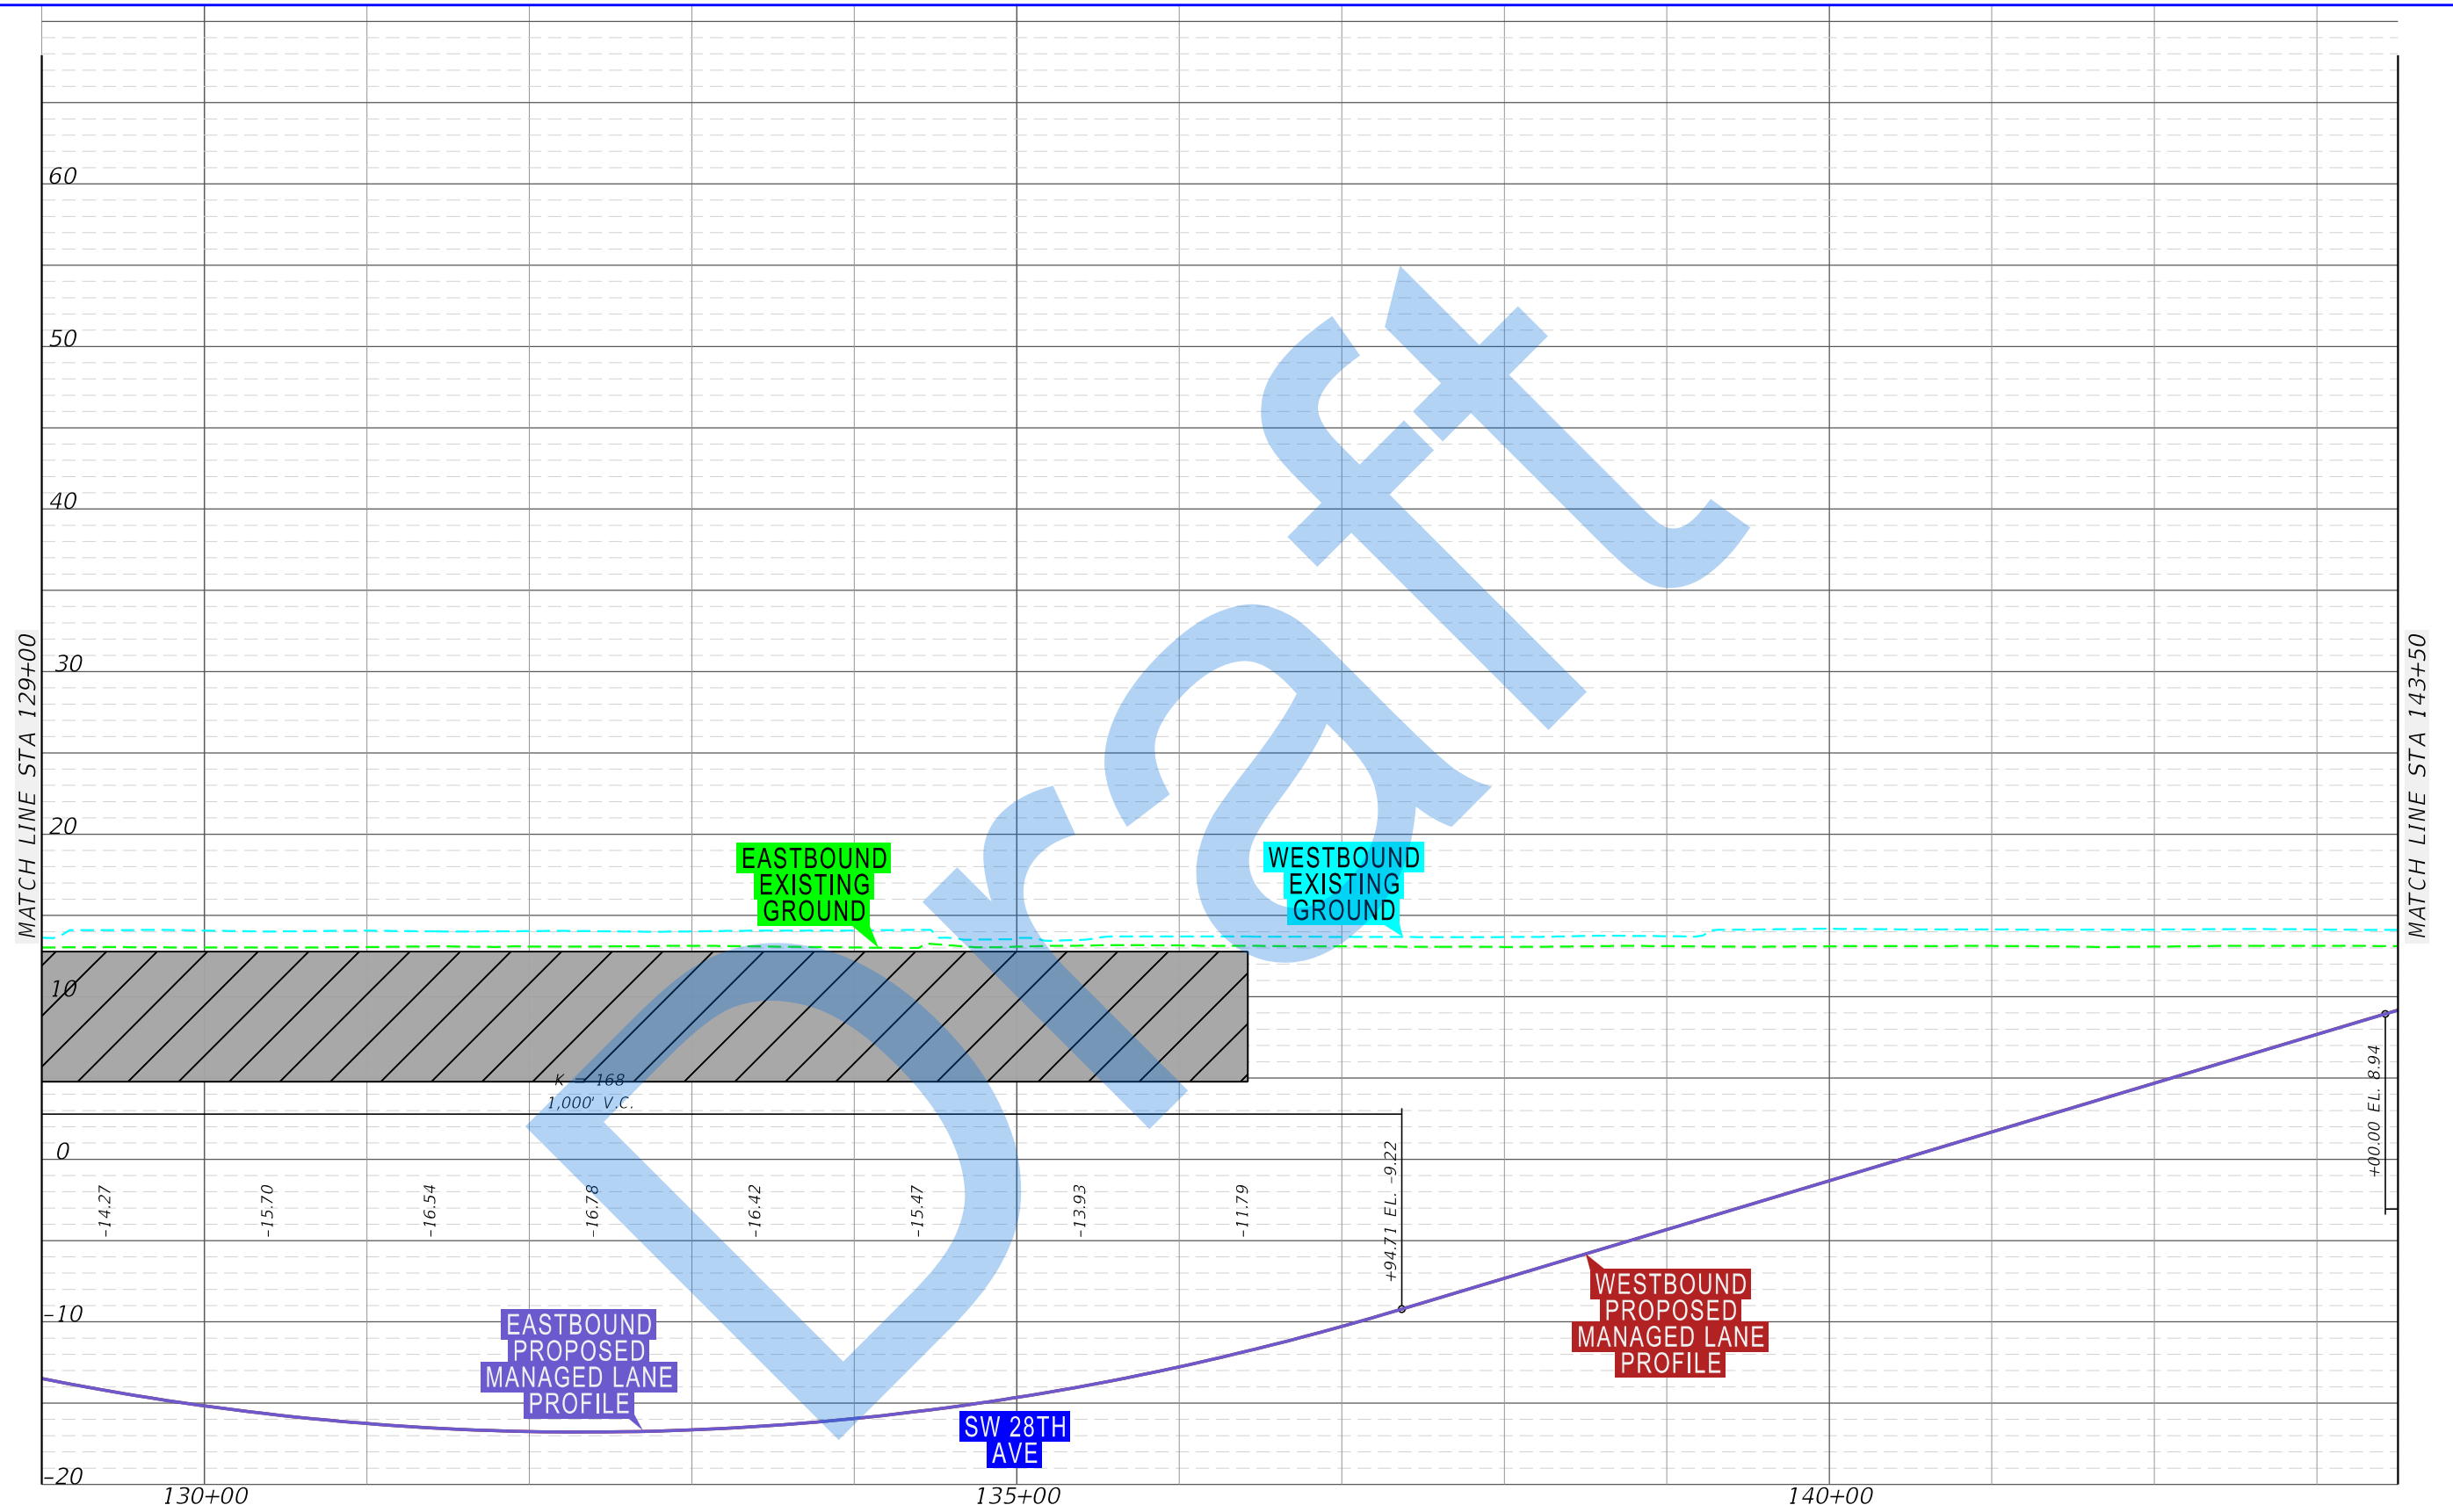 60
50
40
30
20
10
0
-10
-20
MATCH LINE STA 129+00
MATCH LINE STA 143+50
EASTBOUND
EXISTING
GROUND
WESTBOUND
EXISTING
GROUND
K = 168
1,000' V.C.
-14.27
-15.70
-16.54
-16.78
-16.42
-15.47
-13.93
-11.79
+94.71 EL. -9.22
+00.00 EL. 8.94
EASTBOUND
PROPOSED
MANAGED LANE
PROFILE
WESTBOUND
PROPOSED
MANAGED LANE
PROFILE
SW 28TH
AVE
130+00
135+00
140+00
Draft